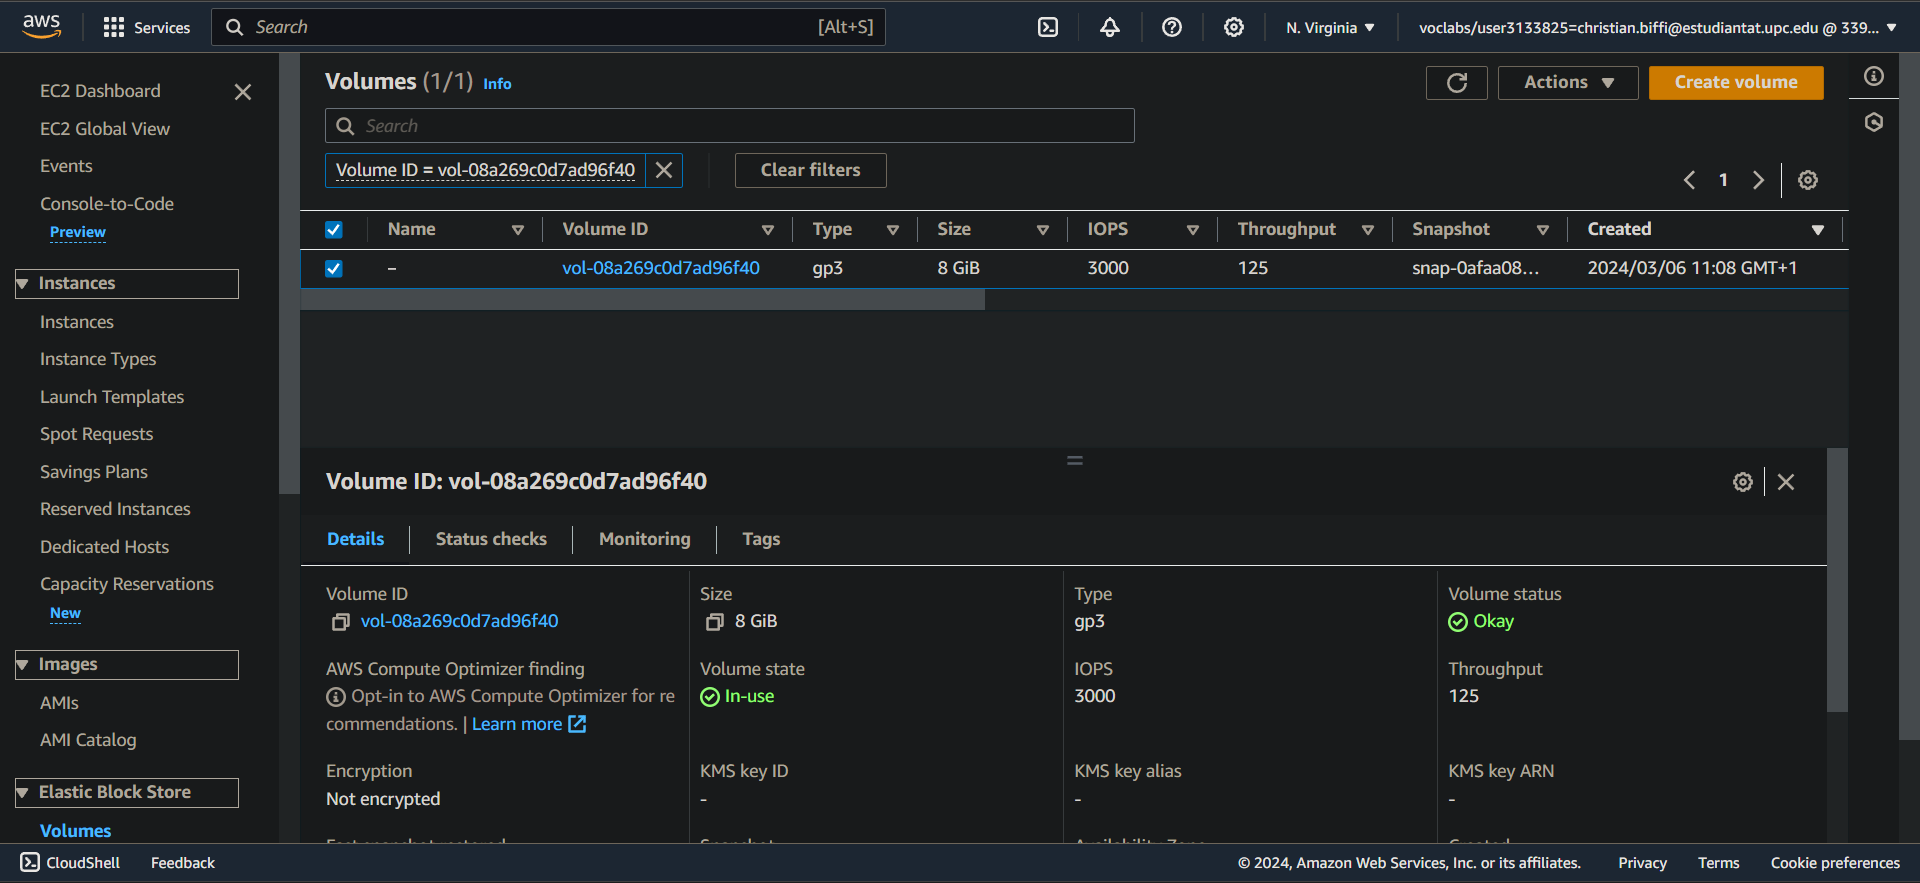 aws
Services
Search
[Alt+S]
N. Virginia
voclabs/user3133825=christian.biffi@estudiantat.upc.edu @ 339...
EC2 Dashboard
EC2 Global View
Events
Console-to-Code
Preview
Instances
Instances
Instance Types
Launch Templates
Spot Requests
Savings Plans
Reserved Instances
Dedicated Hosts
Capacity Reservations
New
Images
AMIs
AMI Catalog
Elastic Block Store
Volumes
Volumes (1/1) Info
Actions
Create volume
Search
Volume ID = vol-08a269c0d7ad96f40
Clear filters
1
Name Volume ID Type Size IOPS Throughput Snapshot Created
– vol-08a269c0d7ad96f40 gp3 8 GiB 3000 125 snap-0afaa08... 2024/03/06 11:08 GMT+1
Volume ID: vol-08a269c0d7ad96f40
Details Status checks Monitoring Tags
Volume ID
vol-08a269c0d7ad96f40
Size
8 GiB
Type
gp3
Volume status
Okay
AWS Compute Optimizer finding
Opt-in to AWS Compute Optimizer for re
commendations. | Learn more
Volume state
In-use
IOPS
3000
Throughput
125
Encryption
Not encrypted
KMS key ID
-
KMS key alias
-
KMS key ARN
-
CloudShell Feedback
© 2024, Amazon Web Services, Inc. or its affiliates. Privacy Terms Cookie preferences